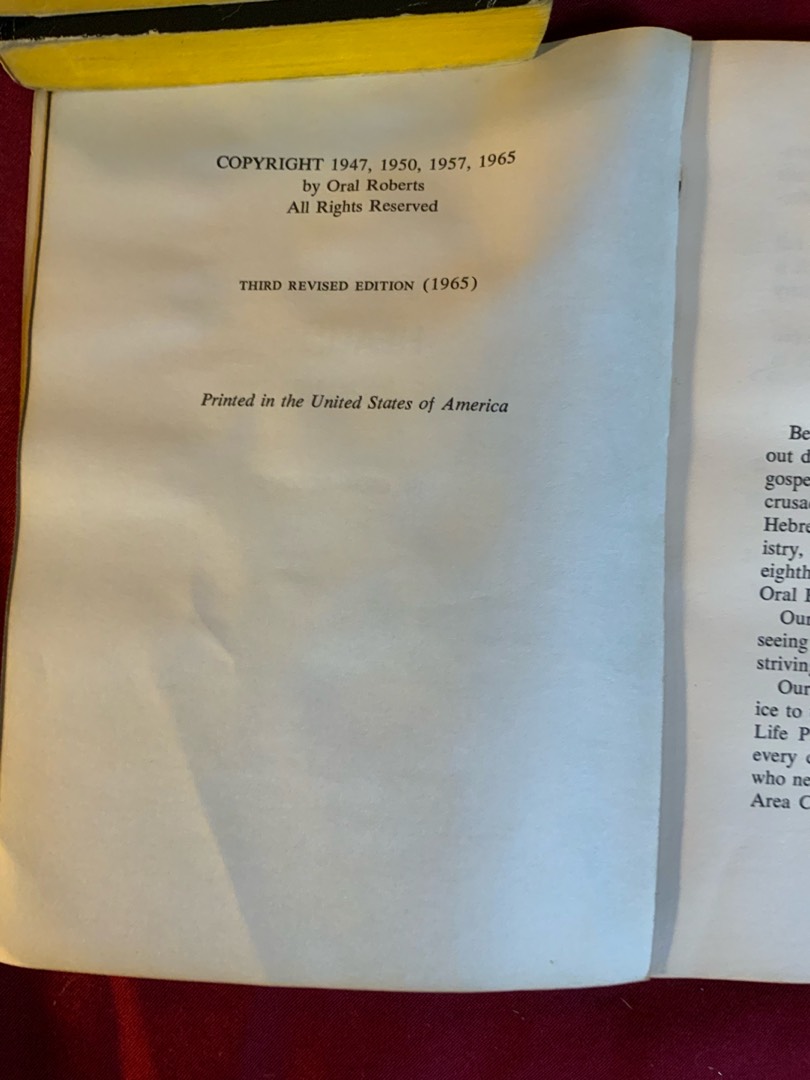 COPYRIGHT 1947, 1950, 1957, 1965
by Oral Roberts
All Rights Reserved
THIRD REVISED EDITION (1965)
Printed in the United States of America
Be
out d
gospe
crusa
Hebre
istry,
eighth
Oral
Our
seeing
strivin
Our
ice to
Life P
every
who ne
Area C